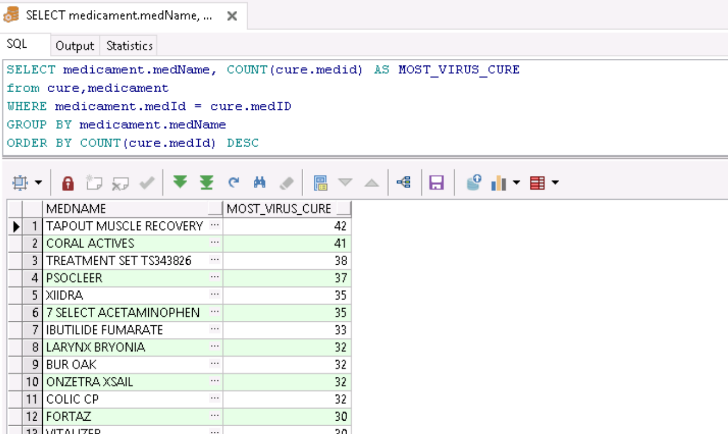 SELECT medicament.medName, ...
SQL Output Statistics
SELECT medicament.medName, COUNT(cure.medid) AS MOST_VIRUS_CURE
from cure,medicament
WHERE medicament.medId = cure.medID
GROUP BY medicament.medName
ORDER BY COUNT(cure.medId) DESC
MEDNAME MOST_VIRUS_CURE
1 TAPOUT MUSCLE RECOVERY ... 42
2 CORAL ACTIVES ... 41
3 TREATMENT SET TS343826 ... 38
4 PSOCLEER ... 37
5 XIIDRA ... 35
6 7 SELECT ACETAMINOPHEN ... 35
7 IBUTILIDE FUMARATE ... 33
8 LARYNX BRYONIA ... 32
9 BUR OAK ... 32
10 ONZETRA XSAIL ... 32
11 COLIC CP ... 32
12 FORTAZ ... 30
13 VITALIZER ... 30